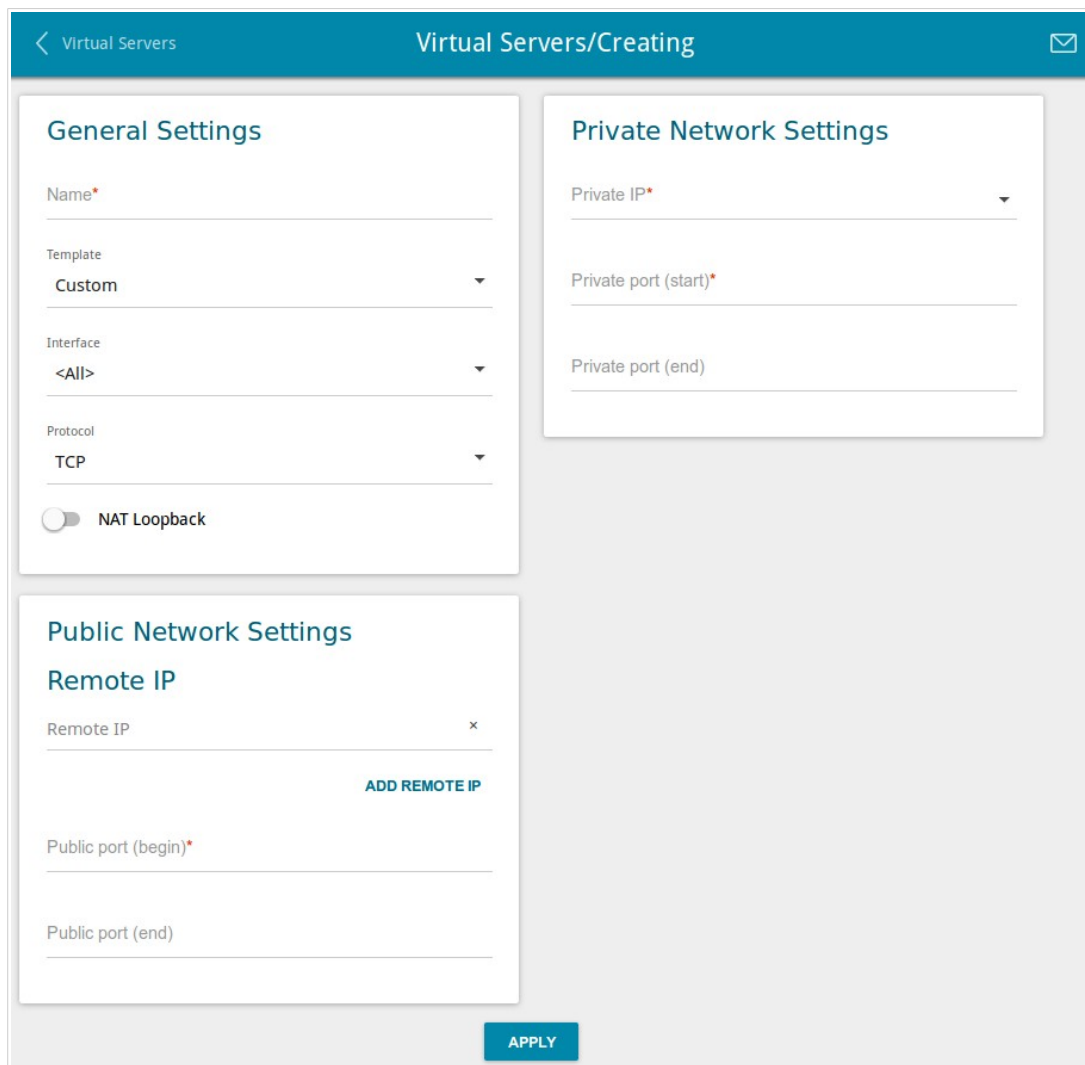 Virtual Servers
Virtual Servers/Creating
General Settings
Name*
Template
Custom
Interface
<All>
Protocol
TCP
NAT Loopback
Public Network Settings
Remote IP
Remote IP
×
ADD REMOTE IP
Public port (begin)*
Public port (end)
Private Network Settings
Private IP*
Private port (start)*
Private port (end)
APPLY